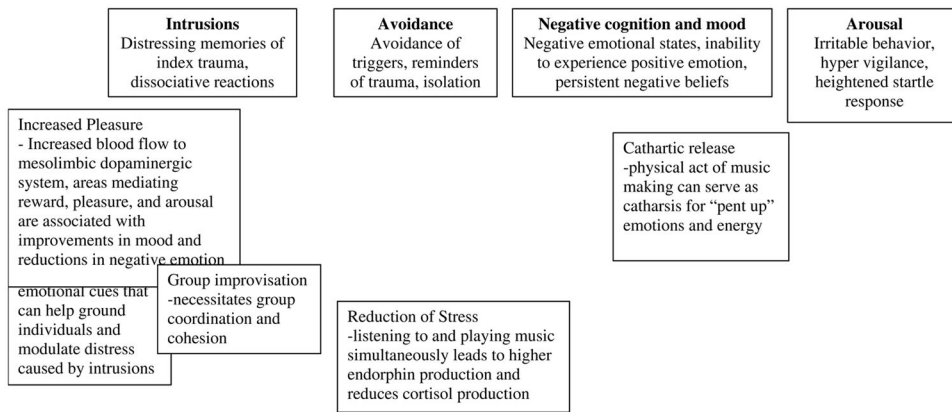 Intrusions
Distressing memories of
index trauma,
dissociative reactions
Avoidance
Avoidance of
triggers, reminders
of trauma, isolation
Negative cognition and mood
Negative emotional states, inability
to experience positive emotion,
persistent negative beliefs
Arousal
Irritable behavior,
hyper vigilance,
heightened startle
response
Increased Pleasure
- Increased blood flow to
mesolimbic dopaminergic
system, areas mediating
reward, pleasure, and arousal
are associated with
improvements in mood and
reductions in negative emotion
emotional cues that
can help ground
individuals and
modulate distress
caused by intrusions
Group improvisation
-necessitates group
coordination and
cohesion
Reduction of Stress
-listening to and playing music
simultaneously leads to higher
endorphin production and
reduces cortisol production
Cathartic release
-physical act of music
making can serve as
catharsis for “pent up”
emotions and energy